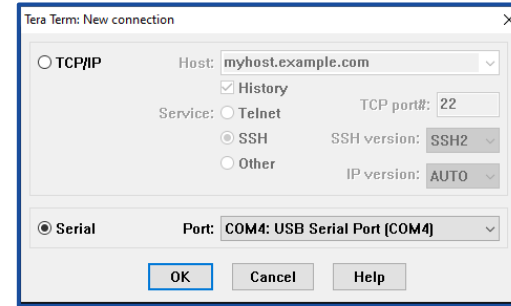 Tera Term: New connection
TCP/IP Host: myhost.example.com
History
Service: Telnet TCP port#: 22
SSH SSH version: SSH2
Other IP version: AUTO
Serial Port: COM4: USB Serial Port (COM4)
OK Cancel Help